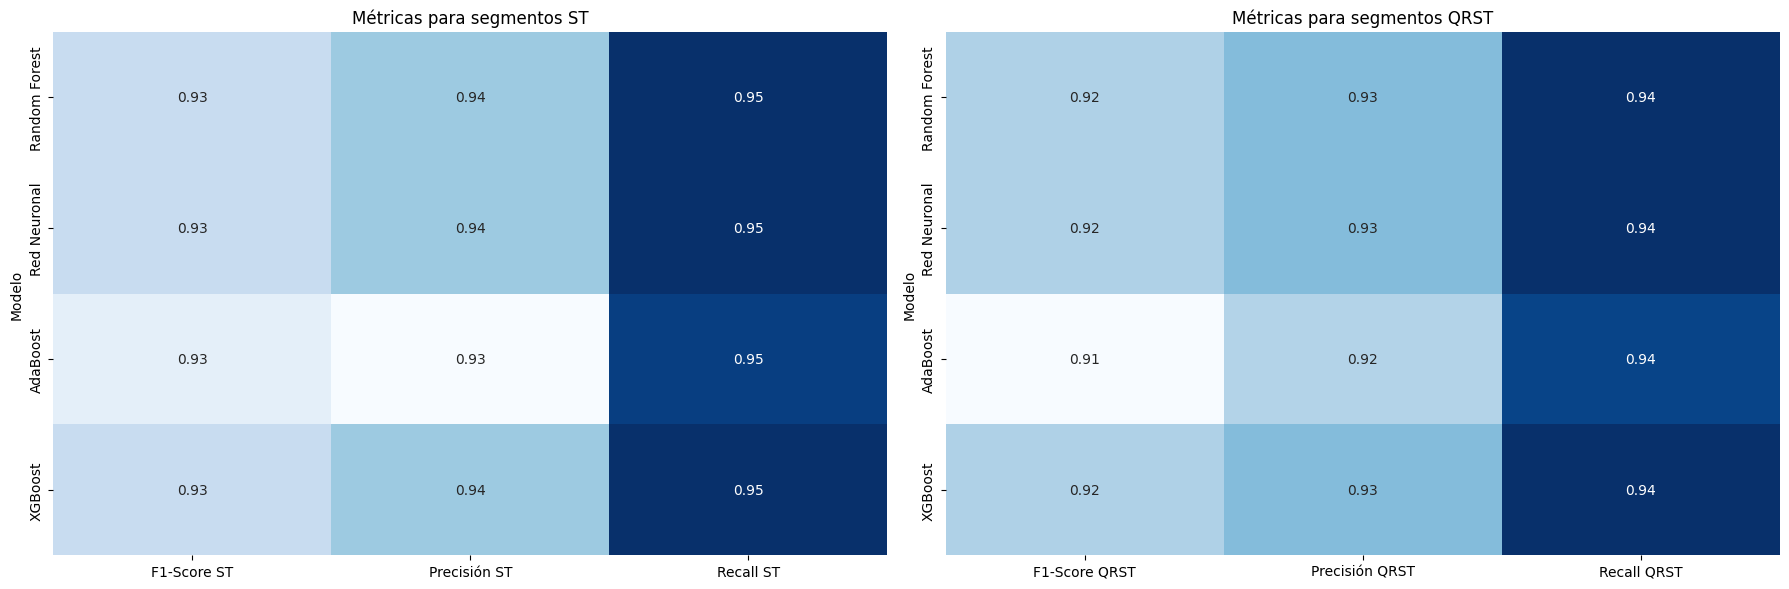 Métricas para segmentos ST
Modelo
Random Forest
0.93 0.94 0.95
Red Neuronal
0.93 0.94 0.95
AdaBoost
0.93 0.93 0.95
XGBoost
0.93 0.94 0.95
F1-Score ST Precisión ST Recall ST
Métricas para segmentos QRST
Modelo
Random Forest
0.92 0.93 0.94
Red Neuronal
0.92 0.93 0.94
AdaBoost
0.91 0.92 0.94
XGBoost
0.92 0.93 0.94
F1-Score QRST Precisión QRST Recall QRST